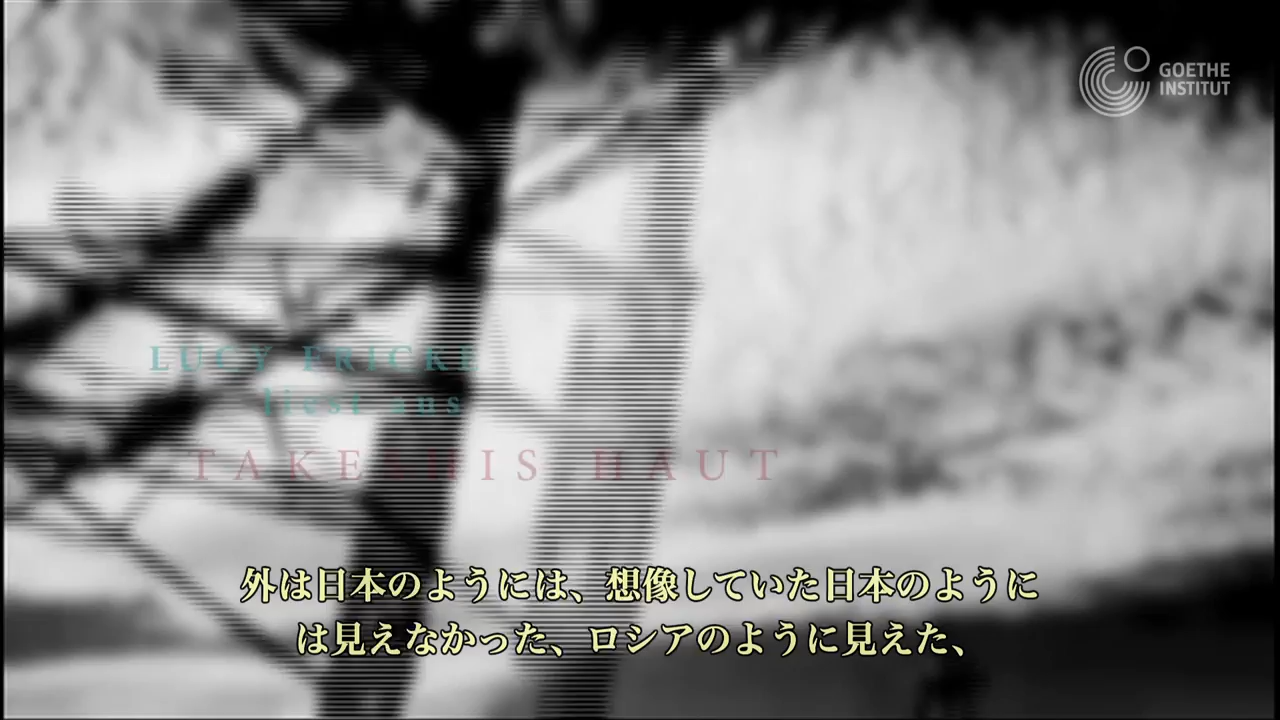 GOETHE
INSTITUT
LUCY FRICKE
liest aus
TAKESHIS HAUT
外は日本のようには、想像していた日本のように
は見えなかった、ロシアのように見えた、